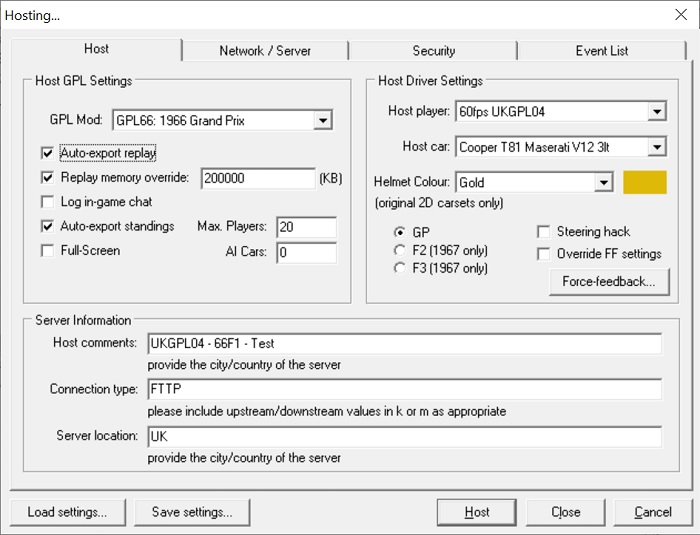 Hosting...
Host
Network / Server
Security
Event List
Host GPL Settings
GPL Mod: GPL66: 1966 Grand Prix
Auto-export replay
Replay memory override: 200000 (KB)
Log in-game chat
Auto-export standings Max. Players: 20
Full-Screen AI Cars: 0
Host Driver Settings
Host player: 60fps UKGPL04
Host car: Cooper T81 Maserati V12 3lt
Helmet Colour: Gold
(original 2D carsets only)
GP
F2 (1967 only)
F3 (1967 only)
Steering hack
Override FF settings
Force-feedback...
Server Information
Host comments: UKGPL04 - 66F1 - Test
provide the city/country of the server
Connection type: FTTP
please include upstream/downstream values in k or m as appropriate
Server location: UK
provide the city/country of the server
Load settings...
Save settings...
Host
Close
Cancel